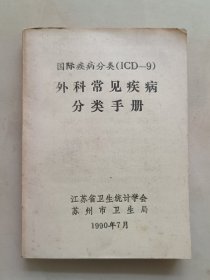 国际疾病分类(ICD—9)
外科常见疾病
分类手册
江苏省卫生统计学会
苏州市卫生局
1990年7月